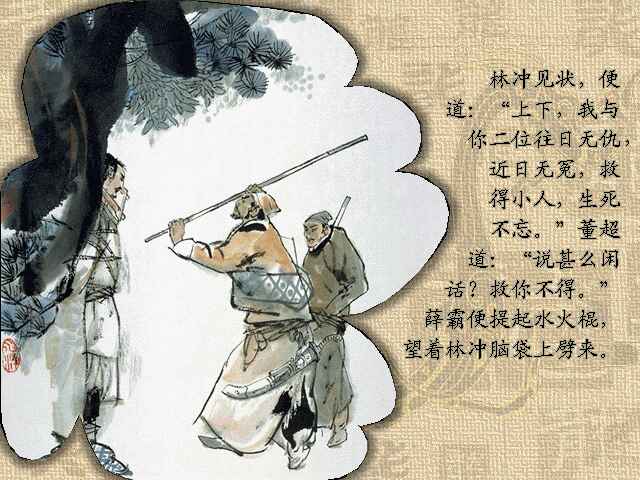 林冲见状，便
道：“上下，我与
你二位往日无仇，
近日无冤，救
得小人，生死
不忘。”董超
道：“说甚么闲
话？救你不得。”
薛霸便提起水火棍，
望着林冲脑袋上劈来。